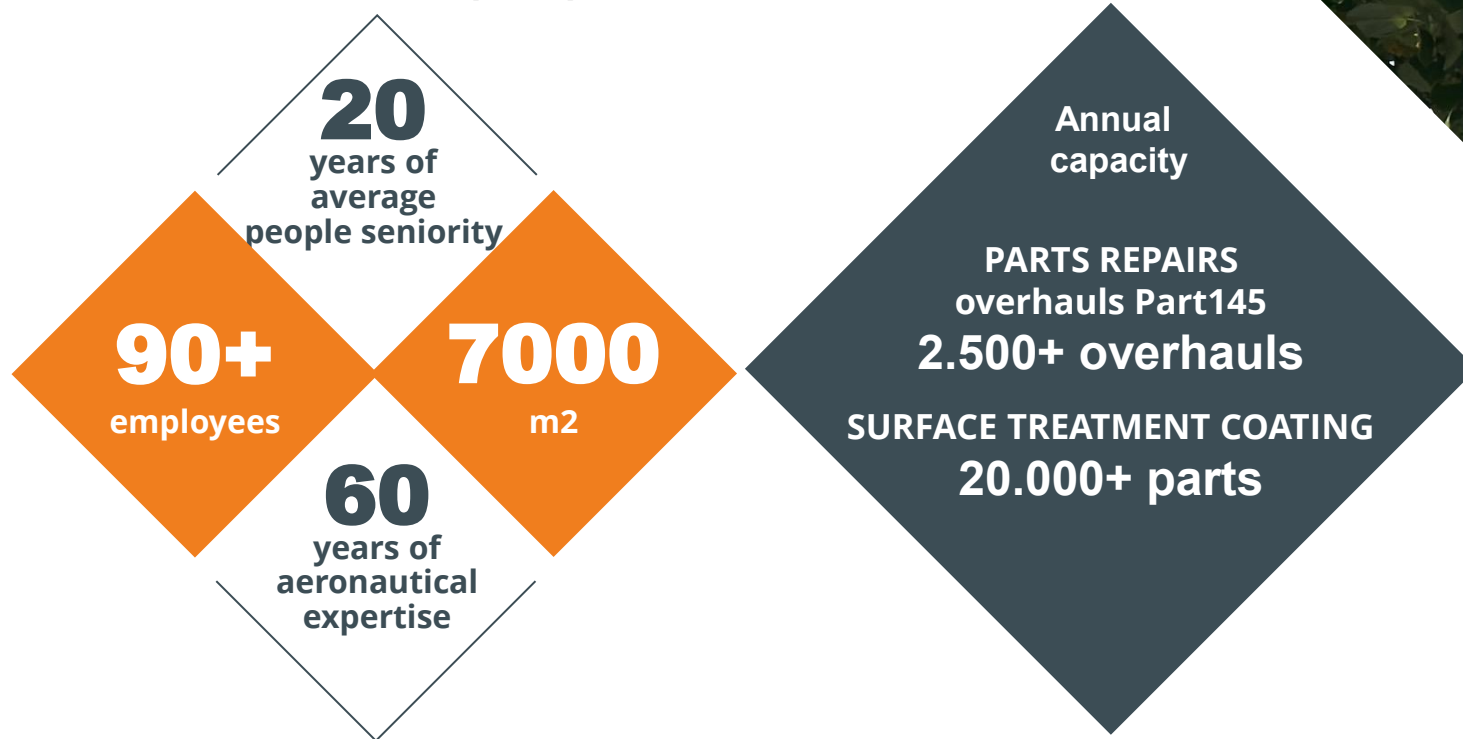 20
years of
average
people seniority
90+
employees
7000
m2
60
years of
aeronautical
expertise
Annual
capacity
PARTS REPAIRS
overhauls Part145
2.500+ overhauls
SURFACE TREATMENT COATING
20.000+ parts